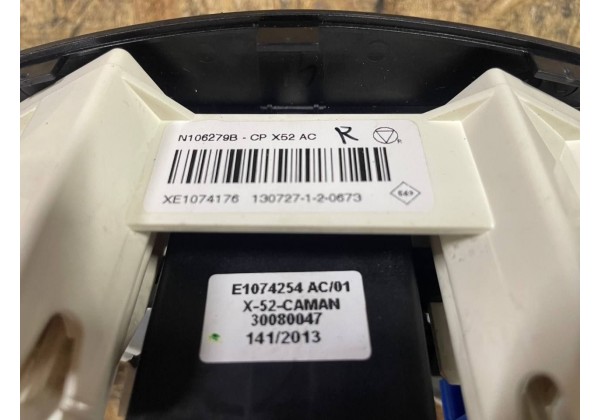 N106279B - CP X52 AC R
R
XE1074176 130727-1-2-0673
E1074254 AC/01
X-52-CAMAN
30080047
141/2013